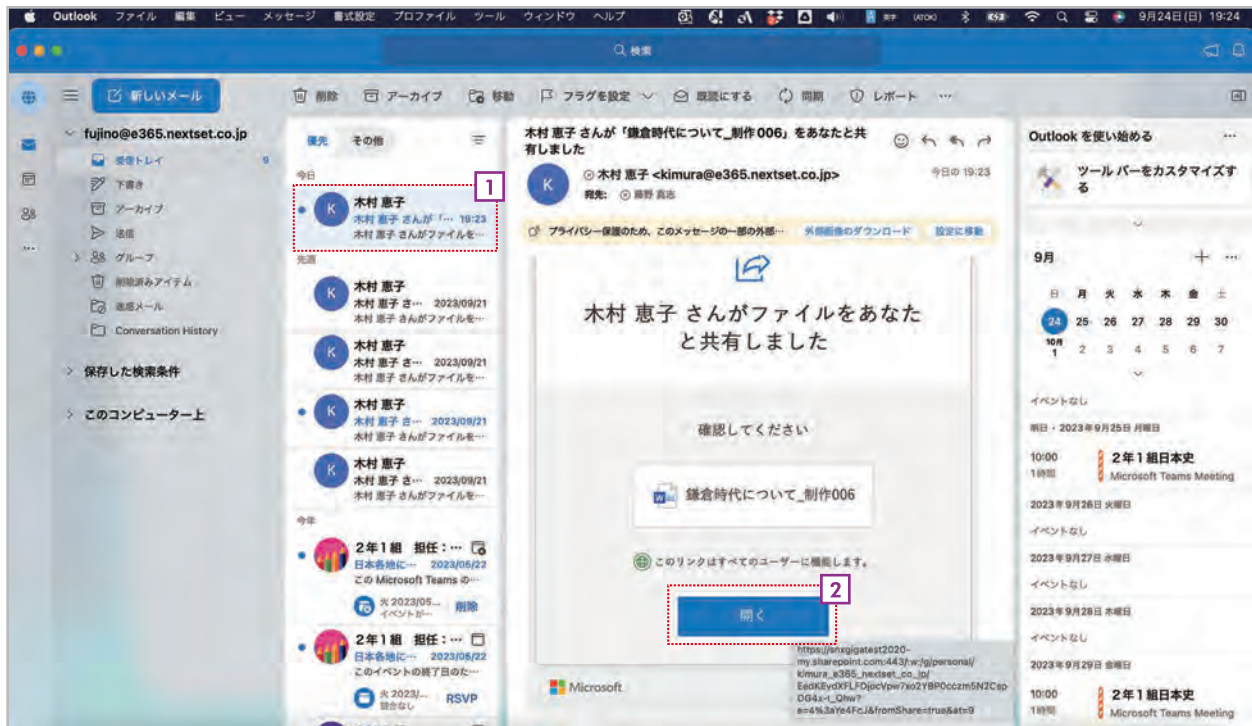 Outlook ファイル 編集 ビュー メッセージ 書式設定 プロファイル ツール ウィンドウ ヘルプ 英字 (ATOK) 9月24日(日) 19:24
検索
新しいメール
削除 アーカイブ 移動 フラグを設定 既読にする 同期 レポート …
fujino@e365.nextset.co.jp
受信トレイ 9
下書き
アーカイブ
送信
グループ
削除済みアイテム
迷惑メール
Conversation History
保存した検索条件
このコンピューター上
優先 その他
今日
1
K
木村 恵子
木村 恵子 さんが「… 19:23
木村 恵子 さんがファイルを…
先週
K
木村 恵子
木村 恵子 さ… 2023/09/21
木村 恵子 さんがファイルを…
K
木村 恵子
木村 恵子 さ… 2023/09/21
木村 恵子 さんがファイルを…
K
木村 恵子
木村 恵子 さ… 2023/09/21
木村 恵子 さんがファイルを…
K
木村 恵子
木村 恵子 さ… 2023/09/21
木村 恵子 さんがファイルを…
今年
2年1組 担任：…
日本各地に… 2023/05/22
この Microsoft Teams の…
火 2023/05… 削除
イベントが…
2年1組 担任：…
日本各地に… 2023/05/22
このイベントの終了日のた…
火 2023/… RSVP
競合なし
木村 恵子 さんが「鎌倉時代について_制作006」をあなたと共
有しました
K
木村 恵子 <kimura@e365.nextset.co.jp> 今日の 19:23
宛先: 藤野 真志
プライバシー保護のため、このメッセージの一部の外部… 外部画像のダウンロード 設定に移動
木村 恵子 さんがファイルをあなた
と共有しました
確認してください
鎌倉時代について_制作006
このリンクはすべてのユーザーに機能します。
2
開く
Microsoft
https://snxgigatest2020-
my.sharepoint.com:443/:w:/g/personal/
kimura_e365_nextset_co_jp/
e=4%3aYe4FcJ&fromShare=true&at=9
Outlook を使い始める …
ツール バーをカスタマイズす
る
9月 + …
日 月 火 水 木 金 土
24 25 26 27 28 29 30
10月
1 2 3 4 5 6 7
イベントなし
明日・2023年9月25日 月曜日
10:00 2年1組日本史
1時間 Microsoft Teams Meeting
2023年9月26日 火曜日
イベントなし
2023年9月27日 水曜日
イベントなし
2023年9月28日 木曜日
イベントなし
2023年9月29日 金曜日
10:00 2年1組日本史
1時間 Microsoft Teams Meeting